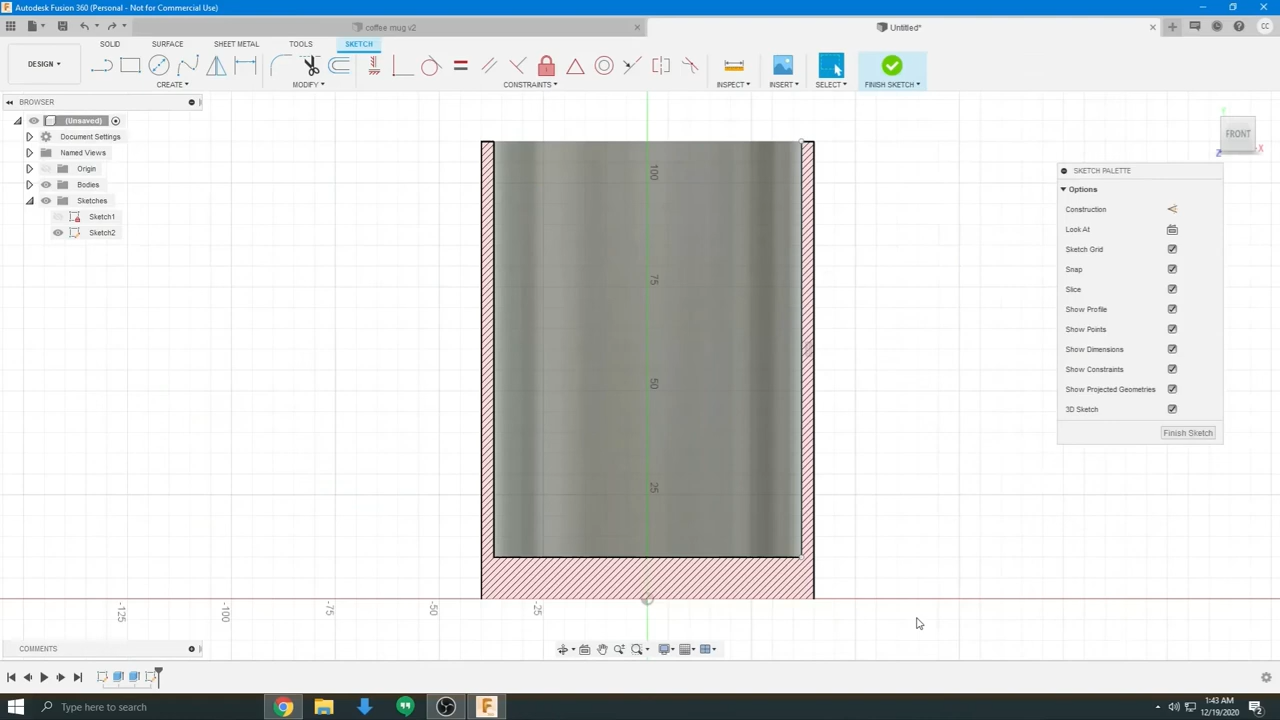 Autodesk Fusion 360 (Personal - Not for Commercial Use)
coffee mug v2
Untitled*
CC
DESIGN
SOLID
SURFACE
SHEET METAL
TOOLS
SKETCH
CREATE
MODIFY
CONSTRAINTS
INSPECT
INSERT
SELECT
FINISH SKETCH
BROWSER
(Unsaved)
Document Settings
Named Views
Origin
Bodies
Sketches
Sketch1
Sketch2
Y
FRONT
X
Z
SKETCH PALETTE
Options
Construction
Look At
Sketch Grid
Snap
Slice
Show Profile
Show Points
Show Dimensions
Show Constraints
Show Projected Geometries
3D Sketch
Finish Sketch
100
75
50
25
-125
-100
-75
-50
-25
COMMENTS
Type here to search
1:43 AM
12/19/2020
2